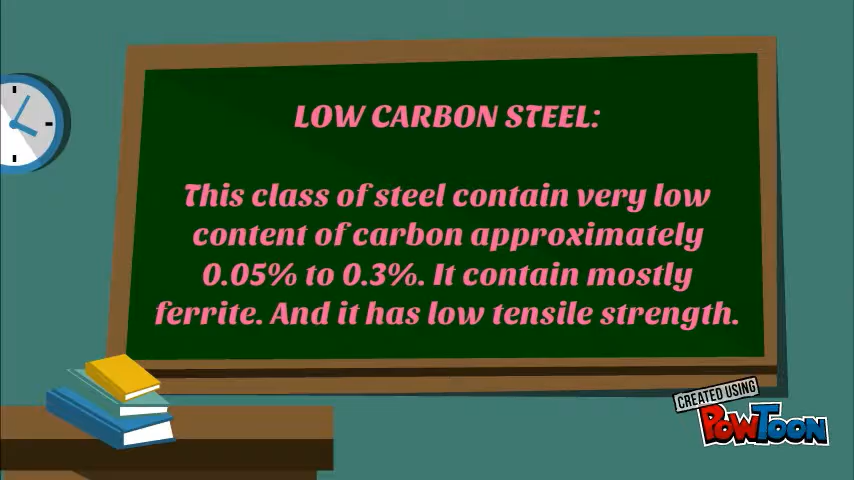 LOW CARBON STEEL:
This class of steel contain very low
content of carbon approximately
0.05% to 0.3%. It contain mostly
ferrite. And it has low tensile strength.
CREATED USING
POWTOON